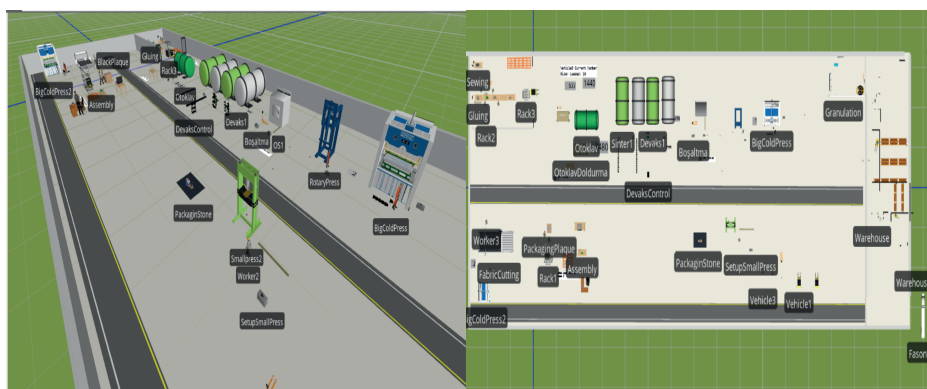 BigColdPress2
BlackPlaque
Assembly
Gluing
Rack3
Otoklav
DevaksControl
Devaks1
Boşaltma
OS1
RotaryPress
BigColdPress
PackaginStone
Smallpress2
Worker2
SetupSmallPress
Sewing
Gluing
Rack2
Rack3
1440
Otoklav
OtoklavDoldurma
Sinter1
Devaks1
Boşaltma
BigColdPress
Granulation
DevaksControl
Worker3
FabricCutting
PackagingPlaque
Rack1
Assembly
PackaginStone
SetupSmallPress
Warehouse
Vehicle3
Vehicle1
Warehous
igColdPress2
Fason